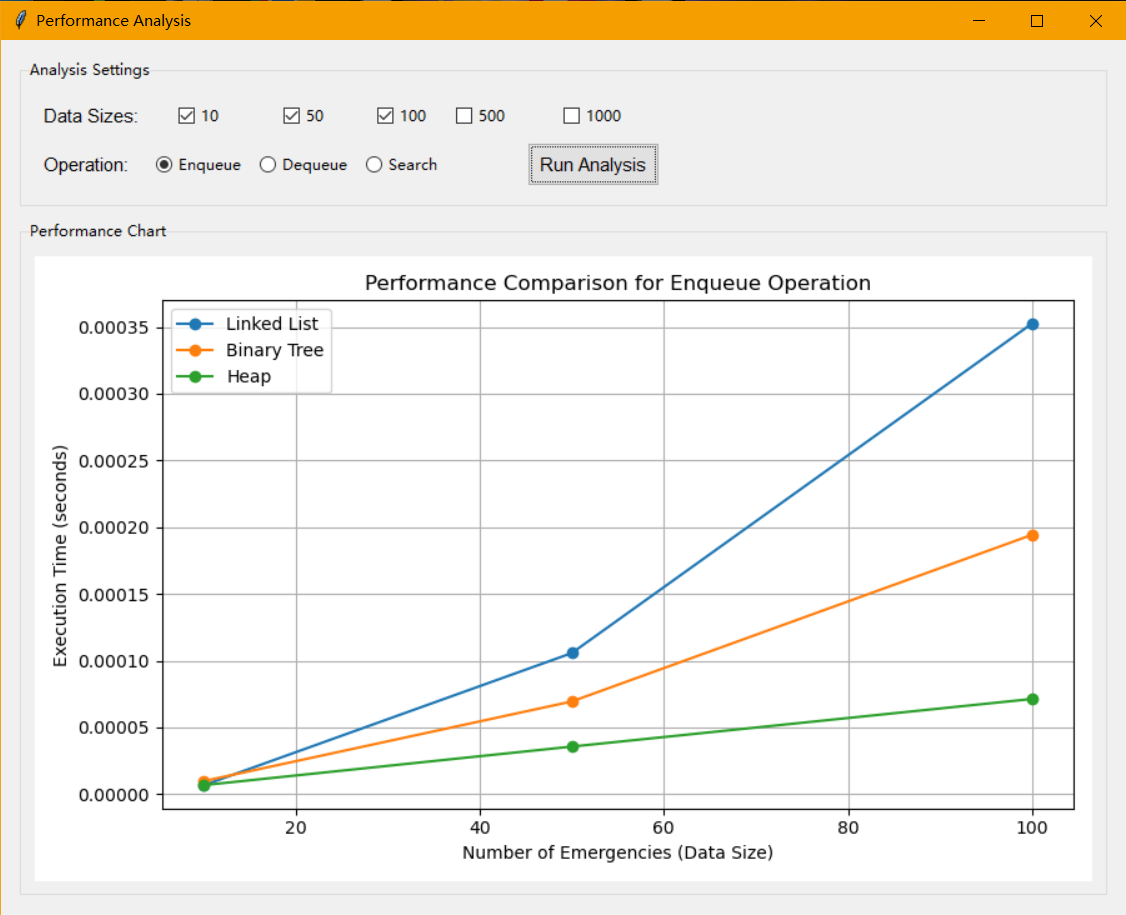 Performance Analysis
Analysis Settings
Data Sizes: 10 50 100 500 1000
Operation: Enqueue Dequeue Search Run Analysis
Performance Chart
Performance Comparison for Enqueue Operation
Linked List
Binary Tree
Heap
0.00035
0.00030
0.00025
0.00020
0.00015
0.00010
0.00005
0.00000
Execution Time (seconds)
20 40 60 80 100
Number of Emergencies (Data Size)